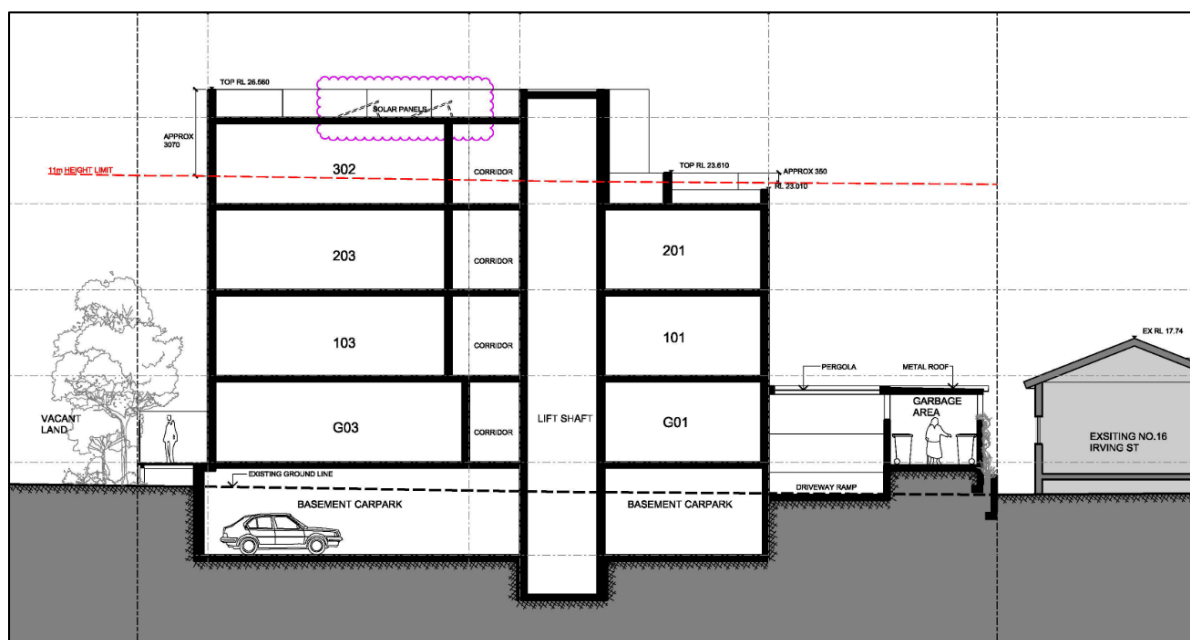 TOP RL 26.560
SOLAR PANELS
APPROX
3070
11m HEIGHT LIMIT
302
CORRIDOR
TOP RL 23.610
APPROX 350
RL 23.010
203
CORRIDOR
201
103
CORRIDOR
101
EX RL 17.74
PERGOLA
METAL ROOF
VACANT
LAND
G03
CORRIDOR
LIFT SHAFT
G01
GARBAGE
AREA
EXSITING NO.16
IRVING ST
EXISTING GROUND LINE
BASEMENT CARPARK
BASEMENT CARPARK
DRIVEWAY RAMP